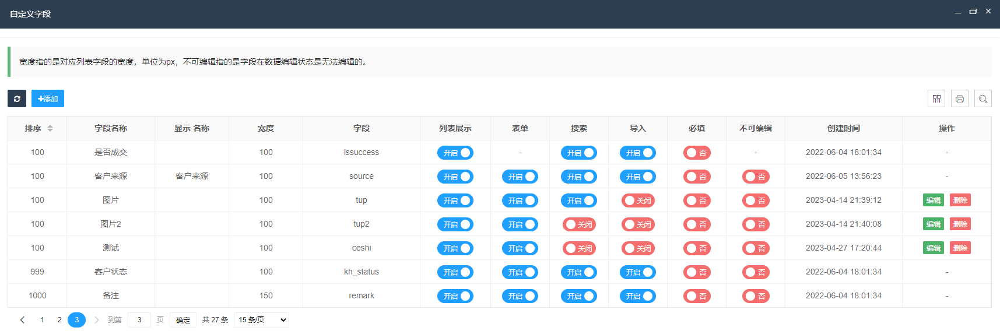 自定义字段
宽度指的是对应列表字段的宽度，单位为px，不可编辑指的是字段在数据编辑状态是无法编辑的。
添加
排序 字段名称 显示 名称 宽度 字段 列表展示 表单 搜索 导入 必填 不可编辑 创建时间 操作
100 是否成交 100 issuccess 开启 - 开启 开启 否 - 2022-06-04 18:01:34 -
100 客户来源 客户来源 100 source 开启 开启 开启 开启 否 否 2022-06-05 13:56:23 -
100 图片 100 tup 开启 开启 开启 关闭 否 否 2023-04-14 21:39:12 编辑 删除
100 图片2 100 tup2 开启 开启 关闭 关闭 否 否 2023-04-14 21:40:08 编辑 删除
100 测试 100 ceshi 开启 开启 关闭 关闭 否 否 2023-04-27 17:20:44 编辑 删除
999 客户状态 100 kh_status 开启 开启 开启 开启 否 否 2022-06-04 18:01:34 -
1000 备注 150 remark 开启 开启 开启 开启 否 否 2022-06-04 18:01:34 -
1 2 3 到第 3 页 确定 共 27 条 15 条/页